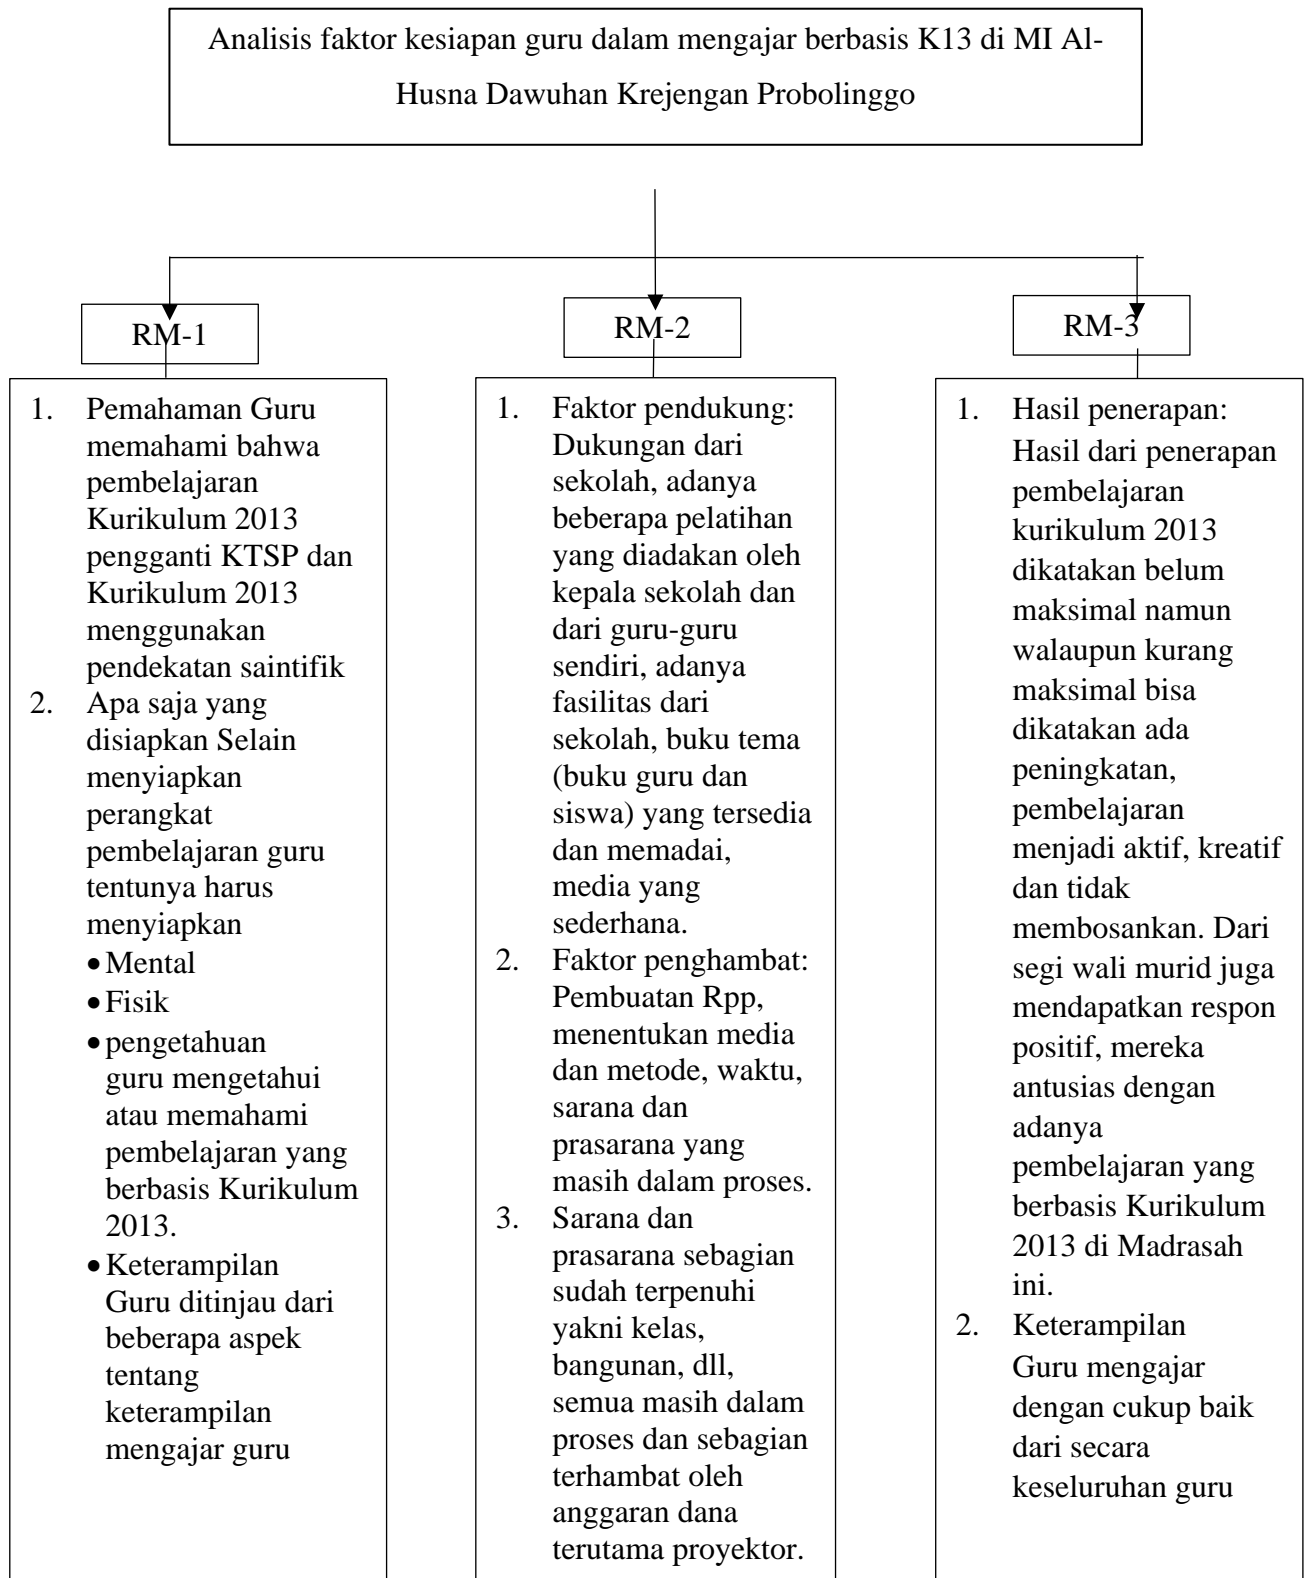 Analisis faktor kesiapan guru dalam mengajar berbasis K13 di MI Al-
Husna Dawuhan Krejengan Probolinggo
RM-1
1. Pemahaman Guru
memahami bahwa
pembelajaran
Kurikulum 2013
pengganti KTSP dan
Kurikulum 2013
menggunakan
pendekatan saintifik
2. Apa saja yang
disiapkan Selain
menyiapkan
perangkat
pembelajaran guru
tentunya harus
menyiapkan
• Mental
• Fisik
• pengetahuan
guru mengetahui
atau memahami
pembelajaran yang
berbasis Kurikulum
2013.
• Keterampilan
Guru ditinjau dari
beberapa aspek
tentang
keterampilan
mengajar guru
RM-2
1. Faktor pendukung:
Dukungan dari
sekolah, adanya
beberapa pelatihan
yang diadakan oleh
kepala sekolah dan
dari guru-guru
sendiri, adanya
fasilitas dari
sekolah, buku tema
(buku guru dan
siswa) yang tersedia
dan memadai,
media yang
sederhana.
2. Faktor penghambat:
Pembuatan Rpp,
menentukan media
dan metode, waktu,
sarana dan
prasarana yang
masih dalam proses.
3. Sarana dan
prasarana sebagian
sudah terpenuhi
yakni kelas,
bangunan, dll,
semua masih dalam
proses dan sebagian
terhambat oleh
anggaran dana
terutama proyektor.
RM-3
1. Hasil penerapan:
Hasil dari penerapan
pembelajaran
kurikulum 2013
dikatakan belum
maksimal namun
walaupun kurang
maksimal bisa
dikatakan ada
peningkatan,
pembelajaran
menjadi aktif, kreatif
dan tidak
membosankan. Dari
segi wali murid juga
mendapatkan respon
positif, mereka
antusias dengan
adanya
pembelajaran yang
berbasis Kurikulum
2013 di Madrasah
ini.
2. Keterampilan
Guru mengajar
dengan cukup baik
dari secara
keseluruhan guru